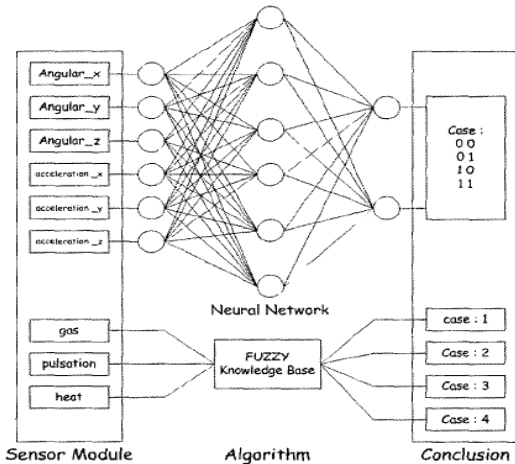 Angular_x
Angular_y
Angular_z
acceleration_x
acceleration_y
acceleration_z
Case :
0 0
0 1
1 0
1 1
Neural Network
gas
pulsation
heat
FUZZY
Knowledge Base
case : 1
Case : 2
Case : 3
Case : 4
Sensor Module
Algorithm
Conclusion